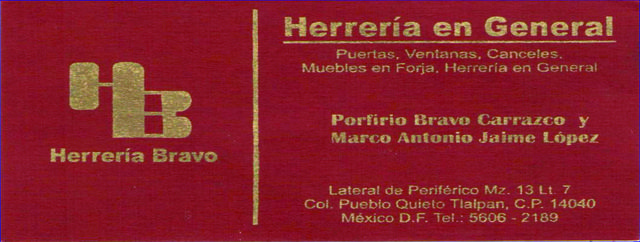 HB
Herrería Bravo
Herrería en General
Puertas, Ventanas, Canceles,
Muebles en Forja, Herrería en General
Porfirio Bravo Carrazco y
Marco Antonio Jaime López
Lateral de Periférico Mz. 13 Lt. 7
Col. Pueblo Quieto Tlalpan, C.P. 14040
México D.F. Tel.: 5606 - 2189